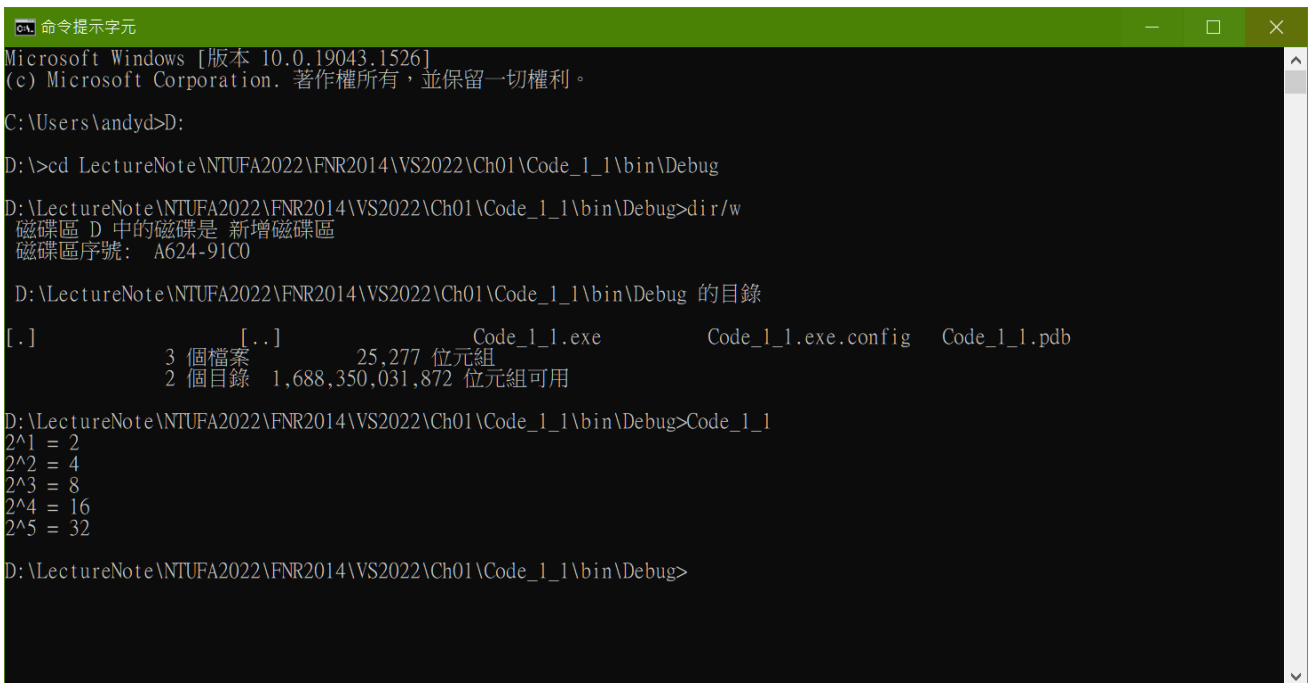 命令提示字元
Microsoft Windows [版本 10.0.19043.1526]
(c) Microsoft Corporation. 著作權所有，並保留一切權利。
C:\Users\andyd>D:
D:\>cd LectureNote\NTUFA2022\FNR2014\VS2022\Ch01\Code_1_1\bin\Debug
D:\LectureNote\NTUFA2022\FNR2014\VS2022\Ch01\Code_1_1\bin\Debug>dir/w
磁碟區 D 中的磁碟是 新增磁碟區
磁碟區序號:  A624-91C0
D:\LectureNote\NTUFA2022\FNR2014\VS2022\Ch01\Code_1_1\bin\Debug 的目錄
[.]                   [..]                  Code_1_1.exe          Code_1_1.exe.config   Code_1_1.pdb
3 個檔案          25,277 位元組
2 個目錄  1,688,350,031,872 位元組可用
D:\LectureNote\NTUFA2022\FNR2014\VS2022\Ch01\Code_1_1\bin\Debug>Code_1_1
2^1 = 2
2^2 = 4
2^3 = 8
2^4 = 16
2^5 = 32
D:\LectureNote\NTUFA2022\FNR2014\VS2022\Ch01\Code_1_1\bin\Debug>